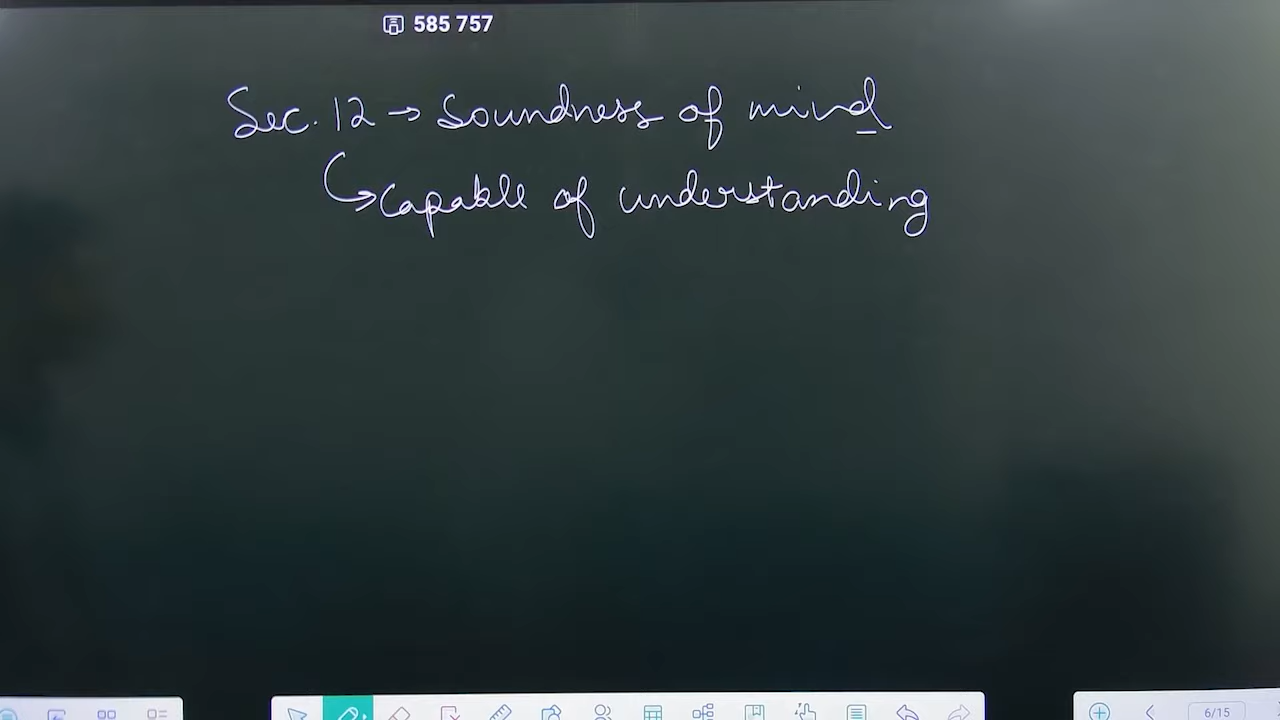 585 757
Sec. 12 → Soundness of mind
↳ Capable of understanding
6/15